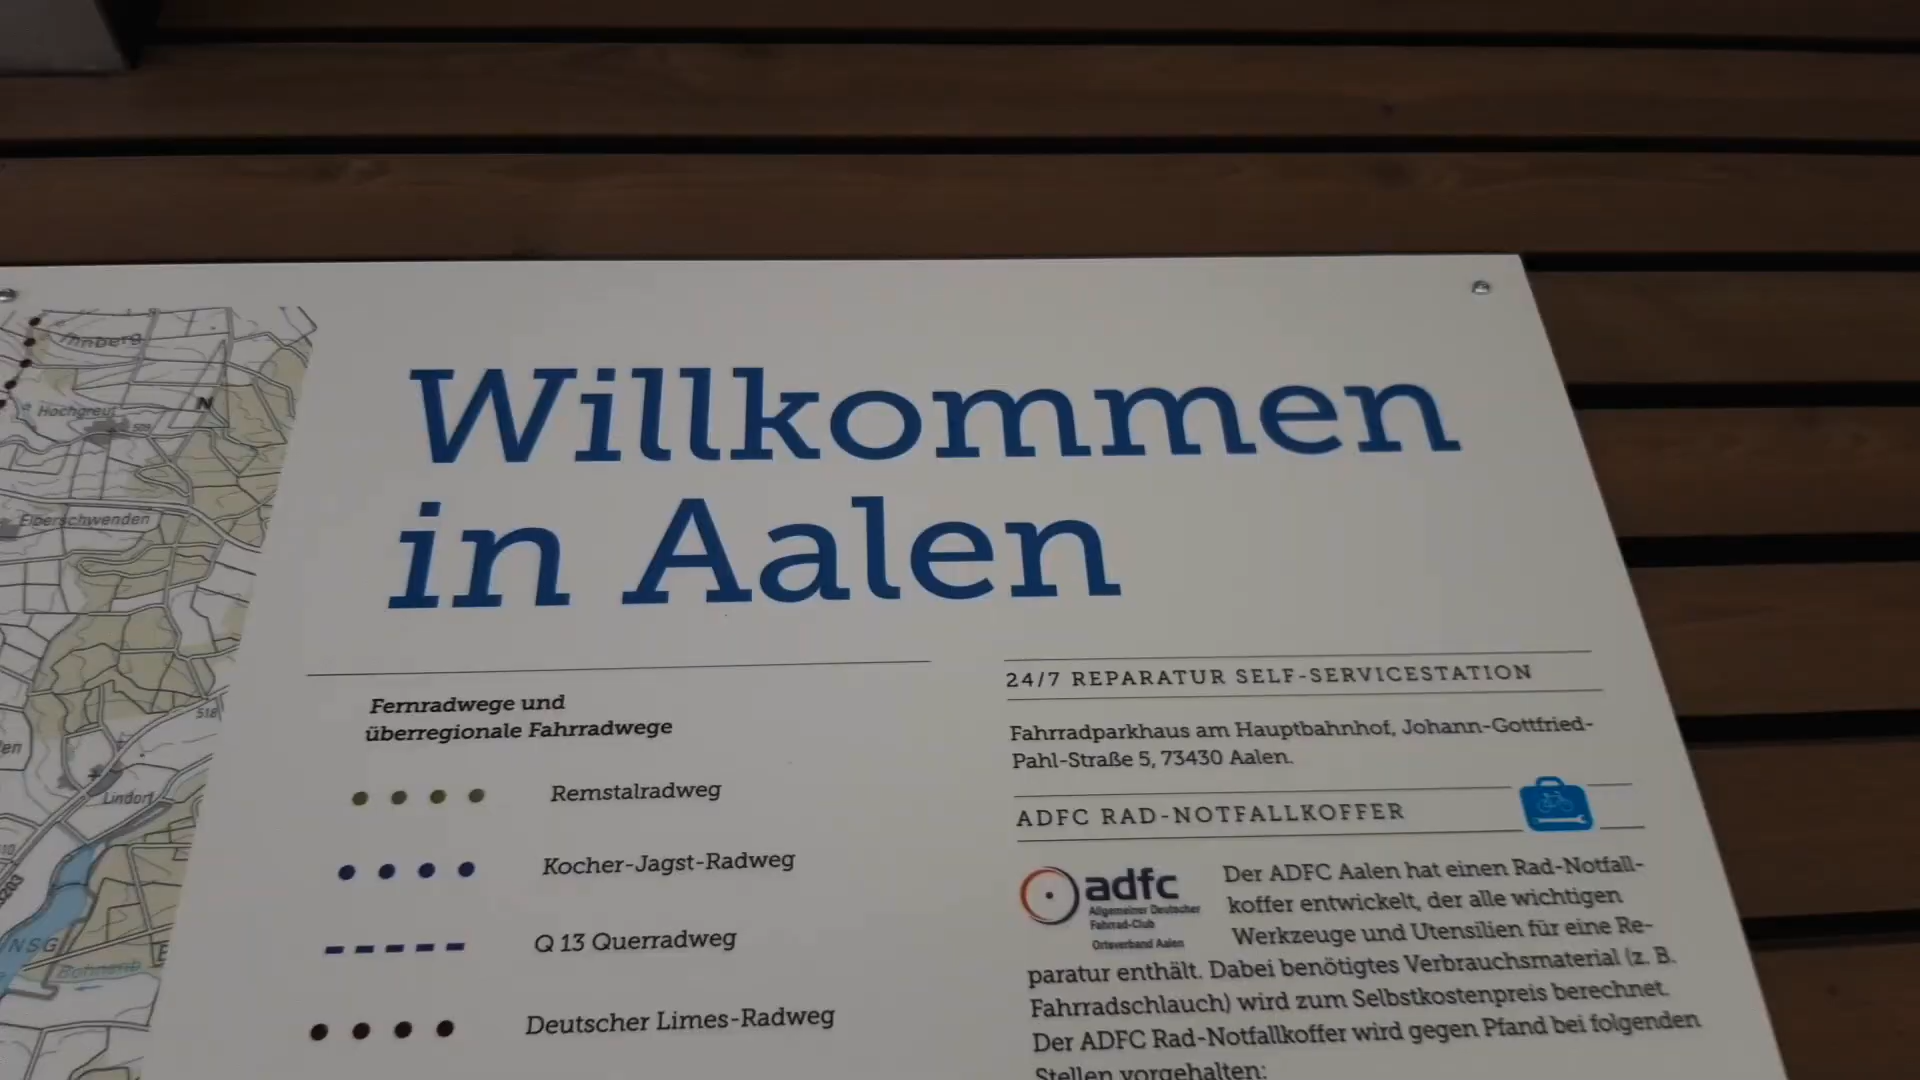 Willkommen
in Aalen
Fernradwege und
überregionale Fahrradwege
Remstalradweg
Kocher-Jagst-Radweg
Q 13 Querradweg
Deutscher Limes-Radweg
24/7 REPARATUR SELF-SERVICESTATION
Fahrradparkhaus am Hauptbahnhof, Johann-Gottfried-
Pahl-Straße 5, 73430 Aalen.
ADFC RAD-NOTFALLKOFFER
adfc
Allgemeiner Deutscher
Fahrrad-Club
Ortsverband Aalen
Der ADFC Aalen hat einen Rad-Notfall-
koffer entwickelt, der alle wichtigen
Werkzeuge und Utensilien für eine Re-
paratur enthält. Dabei benötigtes Verbrauchsmaterial (z. B.
Fahrradschlauch) wird zum Selbstkostenpreis berechnet.
Der ADFC Rad-Notfallkoffer wird gegen Pfand bei folgenden
Stellen vorgehalten:
N
Hochgreut
509
518
Lindorf
NSG